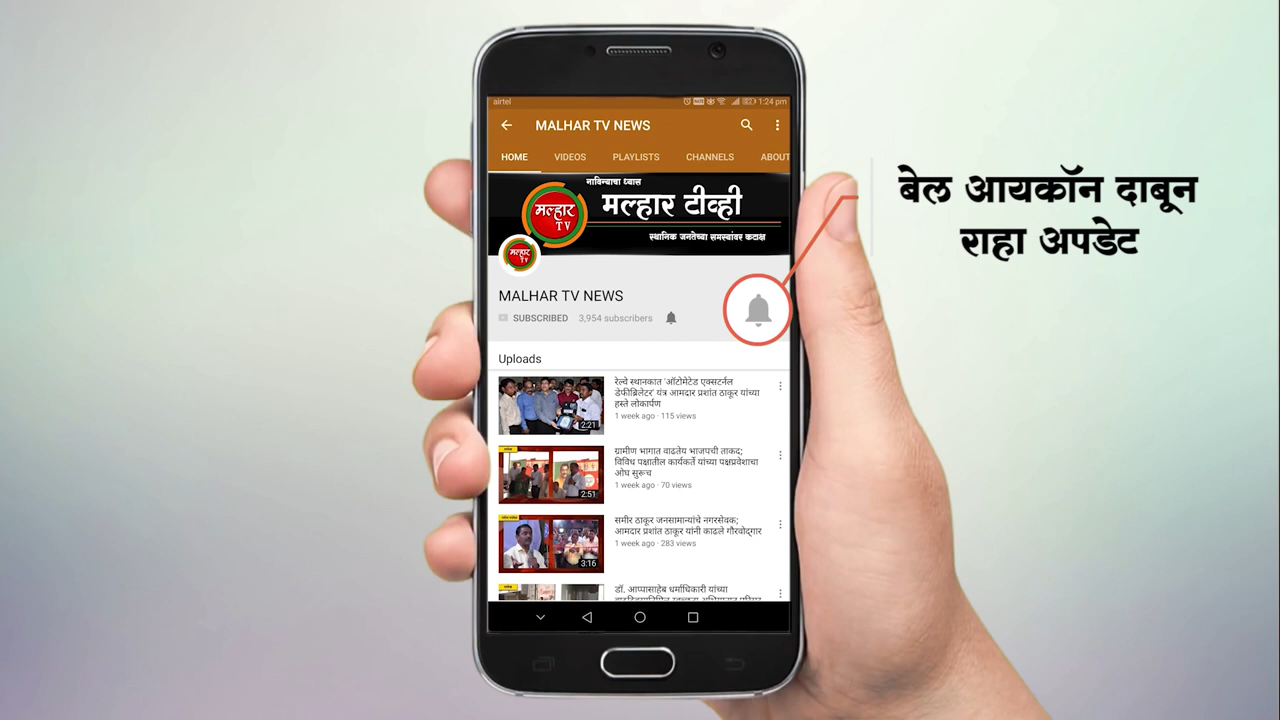 airtel
1:24 pm
MALHAR TV NEWS
HOME VIDEOS PLAYLISTS CHANNELS ABOUT
नाविन्याचा ध्यास
मल्हार टीव्ही
मल्हार
TV
स्थानिक जनतेच्या समस्यांवर कटाक्ष
मल्हार
TV
MALHAR TV NEWS
SUBSCRIBED 3,954 subscribers
Uploads
रेल्वे स्थानकात 'ऑटोमेटेड एक्सटर्नल
डेफीब्रिलेटर' यंत्र आमदार प्रशांत ठाकूर यांच्या
हस्ते लोकार्पण
1 week ago · 115 views
2:21
ग्रामीण भागात वाढतेय भाजपची ताकद;
विविध पक्षातील कार्यकर्ते यांच्या पक्षप्रवेशाचा
ओघ सुरूच
1 week ago · 70 views
2:51
समीर ठाकूर जनसामान्यांचे नगरसेवक;
आमदार प्रशांत ठाकूर यांनी काढले गौरवोद्‌गार
1 week ago · 283 views
3:16
डॉ. आप्पासाहेब धर्माधिकारी यांच्या
बेल आयकॉन दाबून
राहा अपडेट